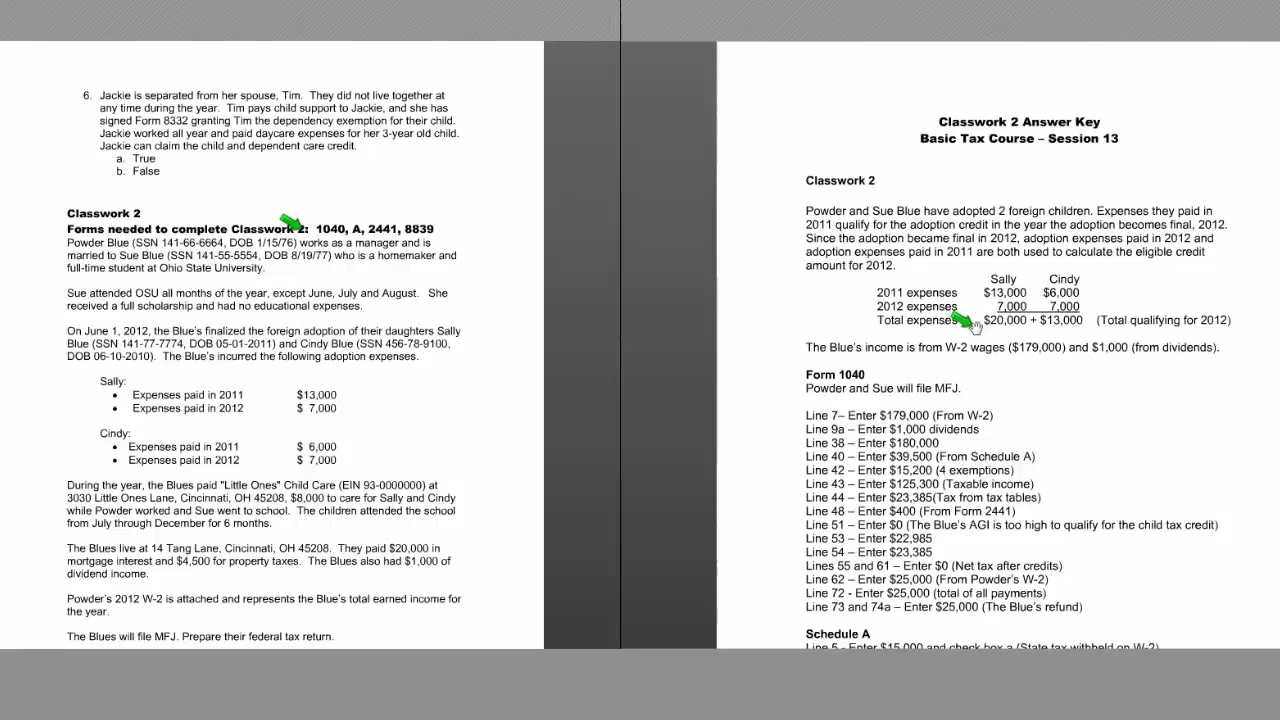 6. Jackie is separated from her spouse, Tim. They did not live together at
any time during the year. Tim pays child support to Jackie, and she has
signed Form 8332 granting Tim the dependency exemption for their child.
Jackie worked all year and paid daycare expenses for her 3-year old child.
Jackie can claim the child and dependent care credit.
a. True
b. False
Classwork 2
Forms needed to complete Classwork 2: 1040, A, 2441, 8839
Powder Blue (SSN 141-66-6664, DOB 1/15/76) works as a manager and is
married to Sue Blue (SSN 141-55-5554, DOB 8/19/77) who is a homemaker and
full-time student at Ohio State University.
Sue attended OSU all months of the year, except June, July and August. She
received a full scholarship and had no educational expenses.
On June 1, 2012, the Blue's finalized the foreign adoption of their daughters Sally
Blue (SSN 141-77-7774, DOB 05-01-2011) and Cindy Blue (SSN 456-78-9100,
DOB 06-10-2010). The Blue's incurred the following adoption expenses.
Sally:
• Expenses paid in 2011 $13,000
• Expenses paid in 2012 $ 7,000
Cindy:
• Expenses paid in 2011 $ 6,000
• Expenses paid in 2012 $ 7,000
During the year, the Blues paid "Little Ones" Child Care (EIN 93-0000000) at
3030 Little Ones Lane, Cincinnati, OH 45208, $8,000 to care for Sally and Cindy
while Powder worked and Sue went to school. The children attended the school
from July through December for 6 months.
The Blues live at 14 Tang Lane, Cincinnati, OH 45208. They paid $20,000 in
mortgage interest and $4,500 for property taxes. The Blues also had $1,000 of
dividend income.
Powder's 2012 W-2 is attached and represents the Blue's total earned income for
the year.
The Blues will file MFJ. Prepare their federal tax return.
Classwork 2 Answer Key
Basic Tax Course – Session 13
Classwork 2
Powder and Sue Blue have adopted 2 foreign children. Expenses they paid in
2011 qualify for the adoption credit in the year the adoption becomes final, 2012.
Since the adoption became final in 2012, adoption expenses paid in 2012 and
adoption expenses paid in 2011 are both used to calculate the eligible credit
amount for 2012.
Sally Cindy
2011 expenses $13,000 $6,000
2012 expenses 7,000 7,000
Total expenses $20,000 + $13,000 (Total qualifying for 2012)
The Blue's income is from W-2 wages ($179,000) and $1,000 (from dividends).
Form 1040
Powder and Sue will file MFJ.
Line 7– Enter $179,000 (From W-2)
Line 9a – Enter $1,000 dividends
Line 38 – Enter $180,000
Line 40 – Enter $39,500 (From Schedule A)
Line 42 – Enter $15,200 (4 exemptions)
Line 43 – Enter $125,300 (Taxable income)
Line 44 – Enter $23,385(Tax from tax tables)
Line 48 – Enter $400 (From Form 2441)
Line 51 – Enter $0 (The Blue's AGI is too high to qualify for the child tax credit)
Line 53 – Enter $22,985
Line 54 – Enter $23,385
Lines 55 and 61 – Enter $0 (Net tax after credits)
Line 62 – Enter $25,000 (From Powder's W-2)
Line 72 - Enter $25,000 (total of all payments)
Line 73 and 74a – Enter $25,000 (The Blue's refund)
Schedule A
Line 5 - Enter $15,000 and check box a (State tax withheld on W-2)